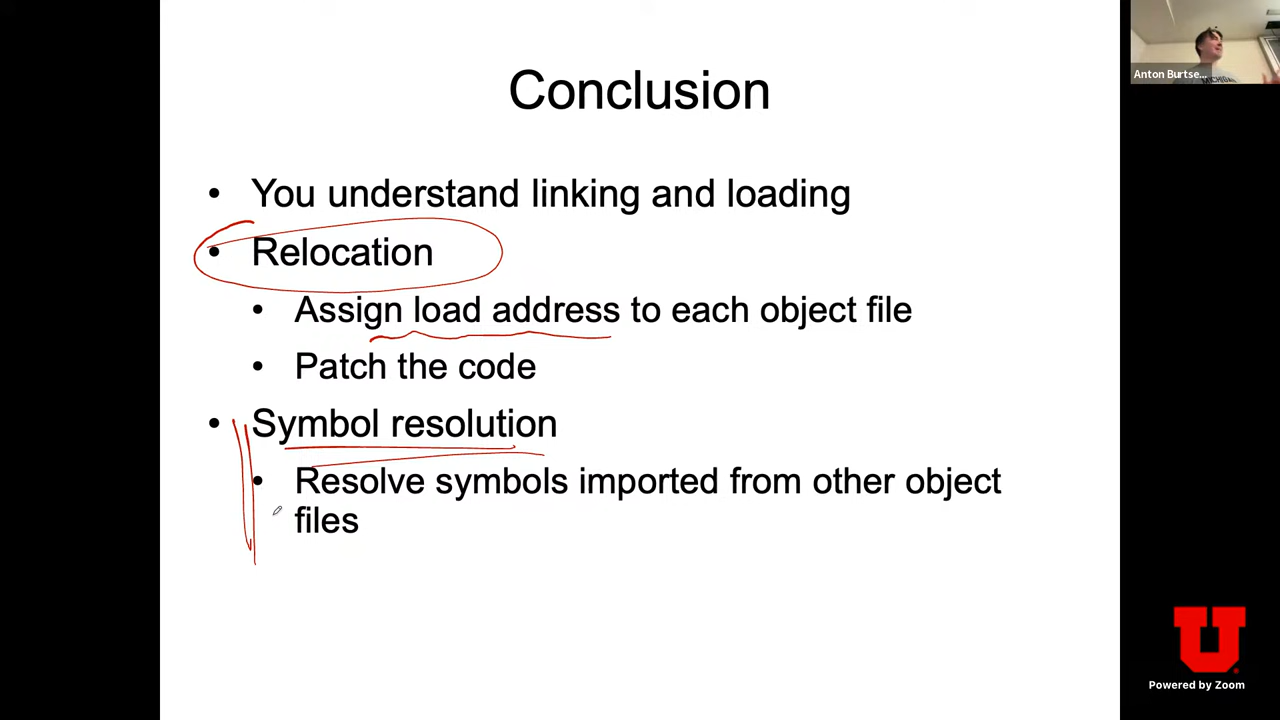 Conclusion
• You understand linking and loading
• Relocation
• Assign load address to each object file
• Patch the code
• Symbol resolution
• Resolve symbols imported from other object
files
Anton Burtse...
MICHIGAN
U
Powered by Zoom